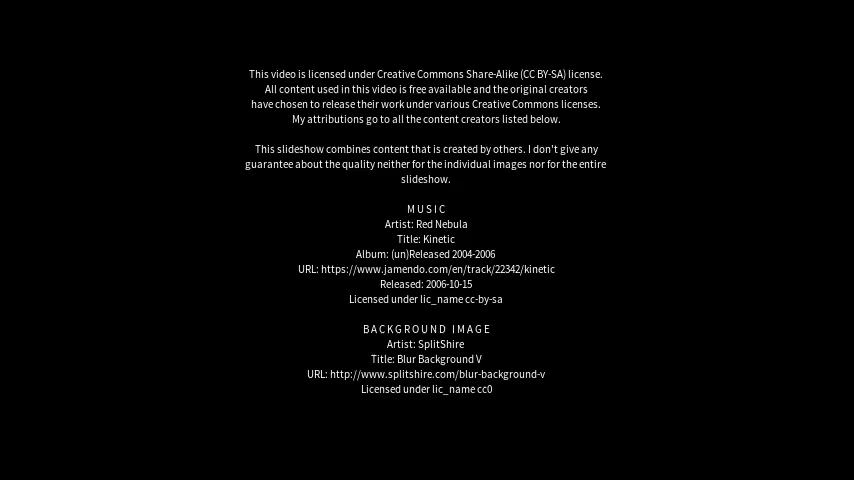 This video is licensed under Creative Commons Share-Alike (CC BY-SA) license.
All content used in this video is free available and the original creators
have chosen to release their work under various Creative Commons licenses.
My attributions go to all the content creators listed below.
This slideshow combines content that is created by others. I don't give any
guarantee about the quality neither for the individual images nor for the entire
slideshow.
MUSIC
Artist: Red Nebula
Title: Kinetic
Album: (un)Released 2004-2006
URL: https://www.jamendo.com/en/track/22342/kinetic
Released: 2006-10-15
Licensed under lic_name cc-by-sa
BACKGROUND IMAGE
Artist: SplitShire
Title: Blur Background V
URL: http://www.splitshire.com/blur-background-v
Licensed under lic_name cc0